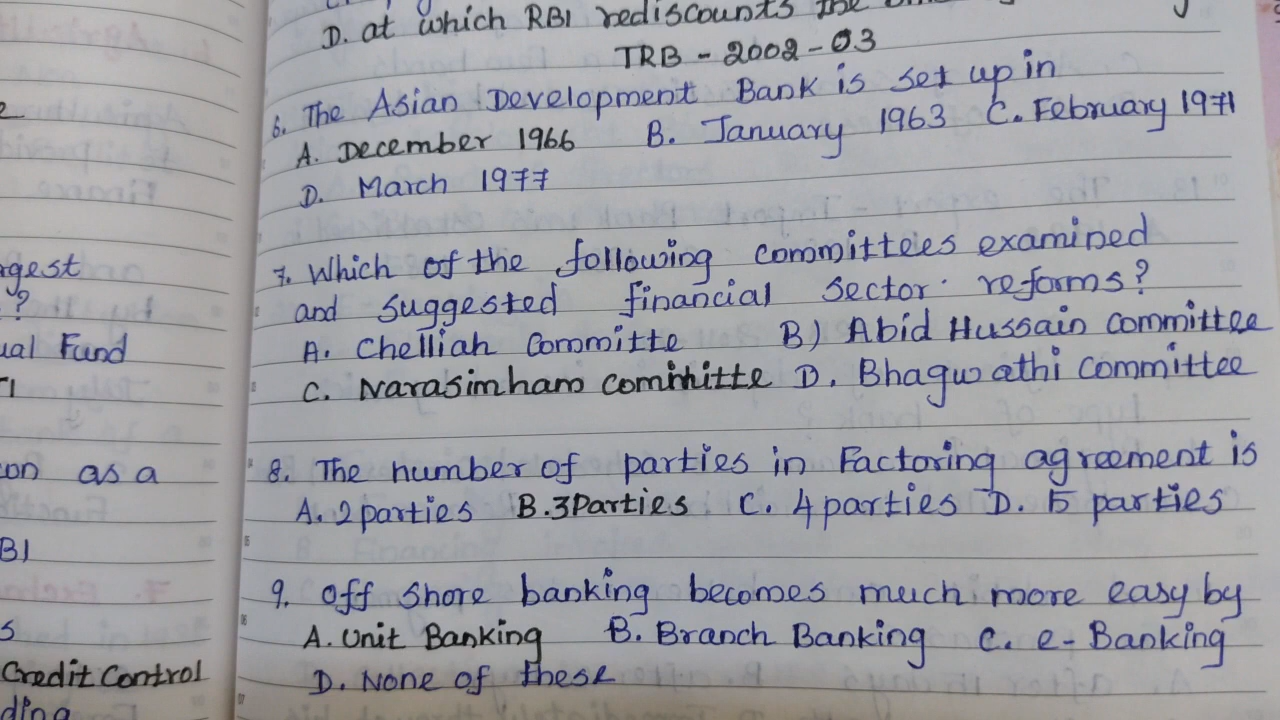 D. at which RBI rediscounts the
TRB - 2002-03
6. The Asian Development Bank is set up in
A. December 1966 B. January 1963 C. February 1971
D. March 1977
7. Which of the following committees examined
and suggested financial sector reforms?
A. Chelliah Committe B) Abid Hussain Committee
C. Narasimham committe D. Bhagwathi Committee
8. The number of parties in Factoring agreement is
A. 2 parties B. 3 Parties C. 4 parties D. 5 parties
9. Off Shore banking becomes much more easy by
A. Unit Banking B. Branch Banking C. e-Banking
D. None of these
e
rgest
?
ual Fund
on as a
BI
s
Credit Control
ding